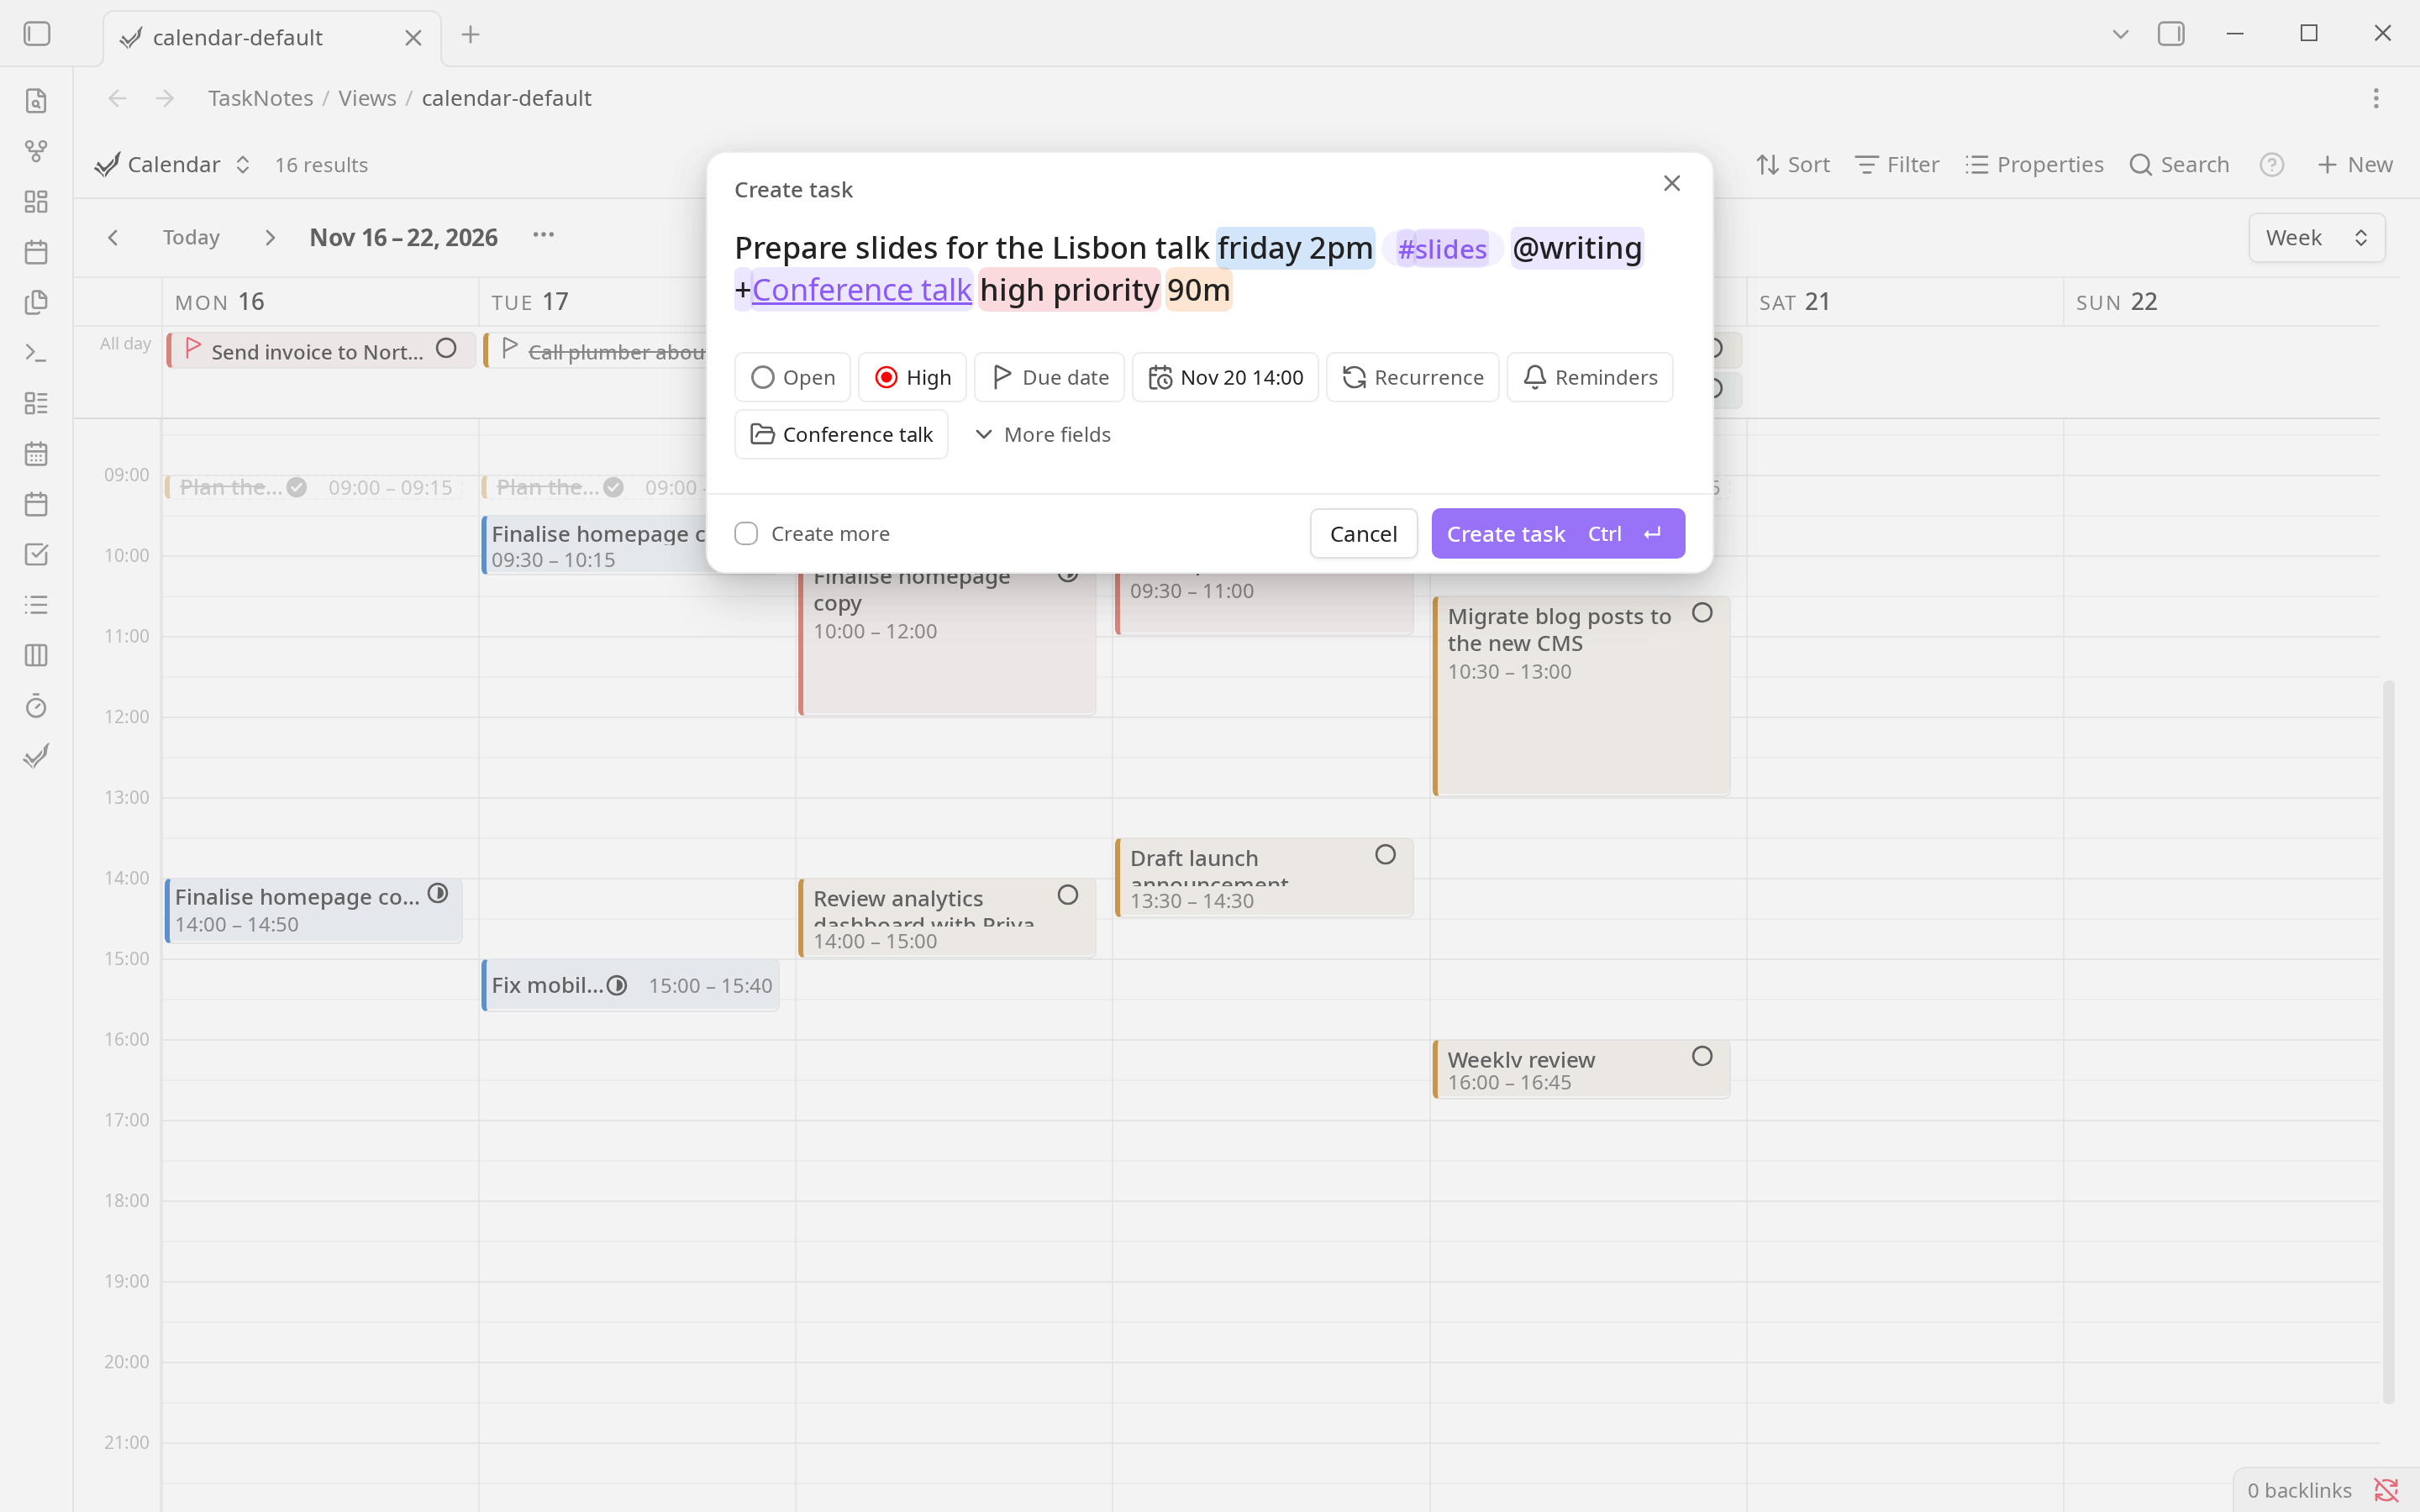 calendar-default
TaskNotes / Views / calendar-default
Calendar 16 results
Sort Filter Properties Search New
Today Nov 16 – 22, 2026
Week
MON 16 TUE 17 SAT 21 SUN 22
All day
Send invoice to Nort...
Call plumber abou
Create task
Prepare slides for the Lisbon talk friday 2pm #slides @writing
+Conference talk high priority 90m
Open High Due date Nov 20 14:00 Recurrence Reminders
Conference talk More fields
Create more Cancel Create task Ctrl
09:00
Plan the... 09:00 – 09:15
Plan the... 09:00
Finalise homepage c
09:30 – 10:15
10:00
Finalise homepage
copy
10:00 – 12:00
09:30 – 11:00
Migrate blog posts to
the new CMS
10:30 – 13:00
11:00
12:00
13:00
Draft launch
announcement
13:30 – 14:30
14:00
Finalise homepage co...
14:00 – 14:50
Review analytics
dashboard with Priya
14:00 – 15:00
15:00
Fix mobil... 15:00 – 15:40
16:00
Weekly review
16:00 – 16:45
17:00
18:00
19:00
20:00
21:00
0 backlinks